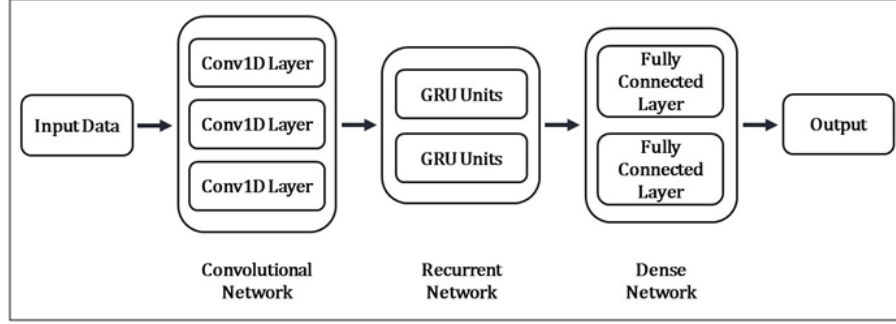 Input Data
Conv1D Layer
Conv1D Layer
Conv1D Layer
GRU Units
GRU Units
Fully
Connected
Layer
Fully
Connected
Layer
Output
Convolutional
Network
Recurrent
Network
Dense
Network